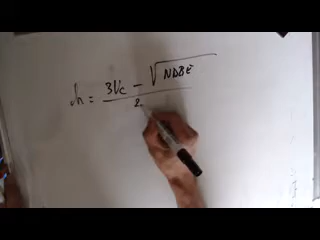 h = (3Vc - √NDBE) / 2